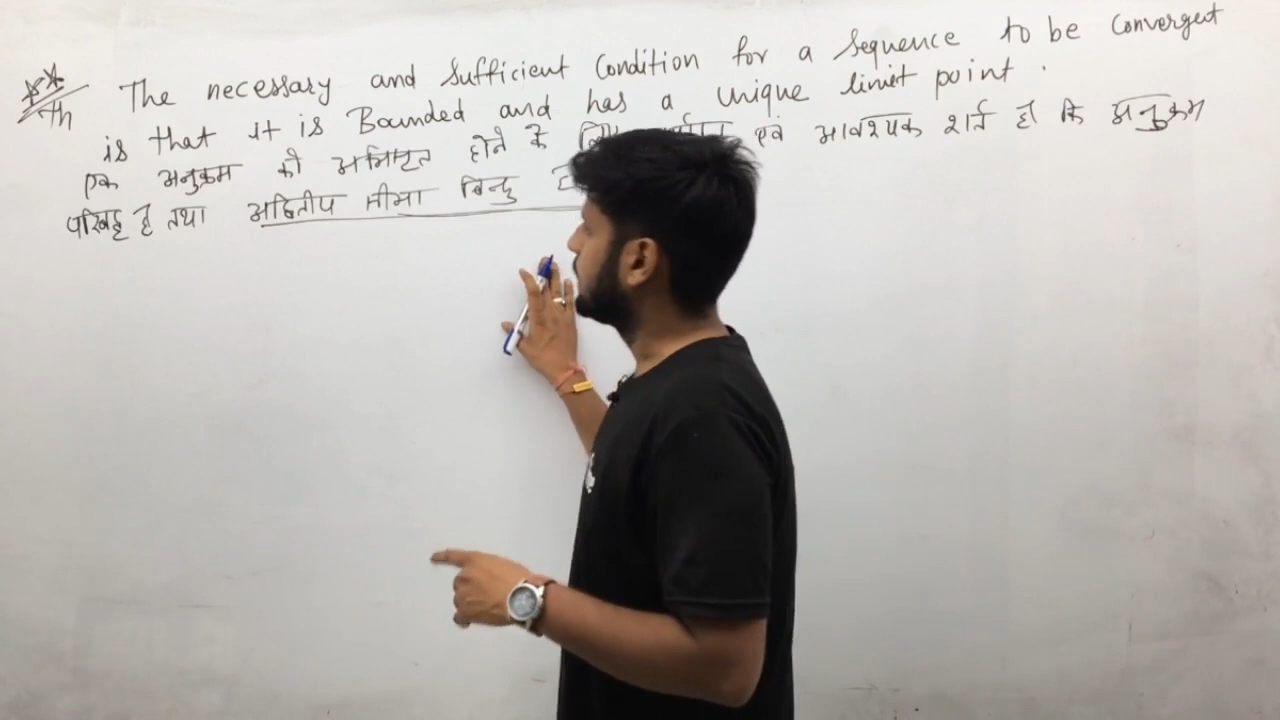 ** Th The necessary and Sufficient Condition for a Sequence to be Convergent
is that it is Bounded and has a unique limit point.
एक अनुक्रम को अभिसृत होने के एवं आवश्यक शर्त है कि अनुक्रम
परिबद्ध है तथा अद्वितीय सीमा बिन्दु